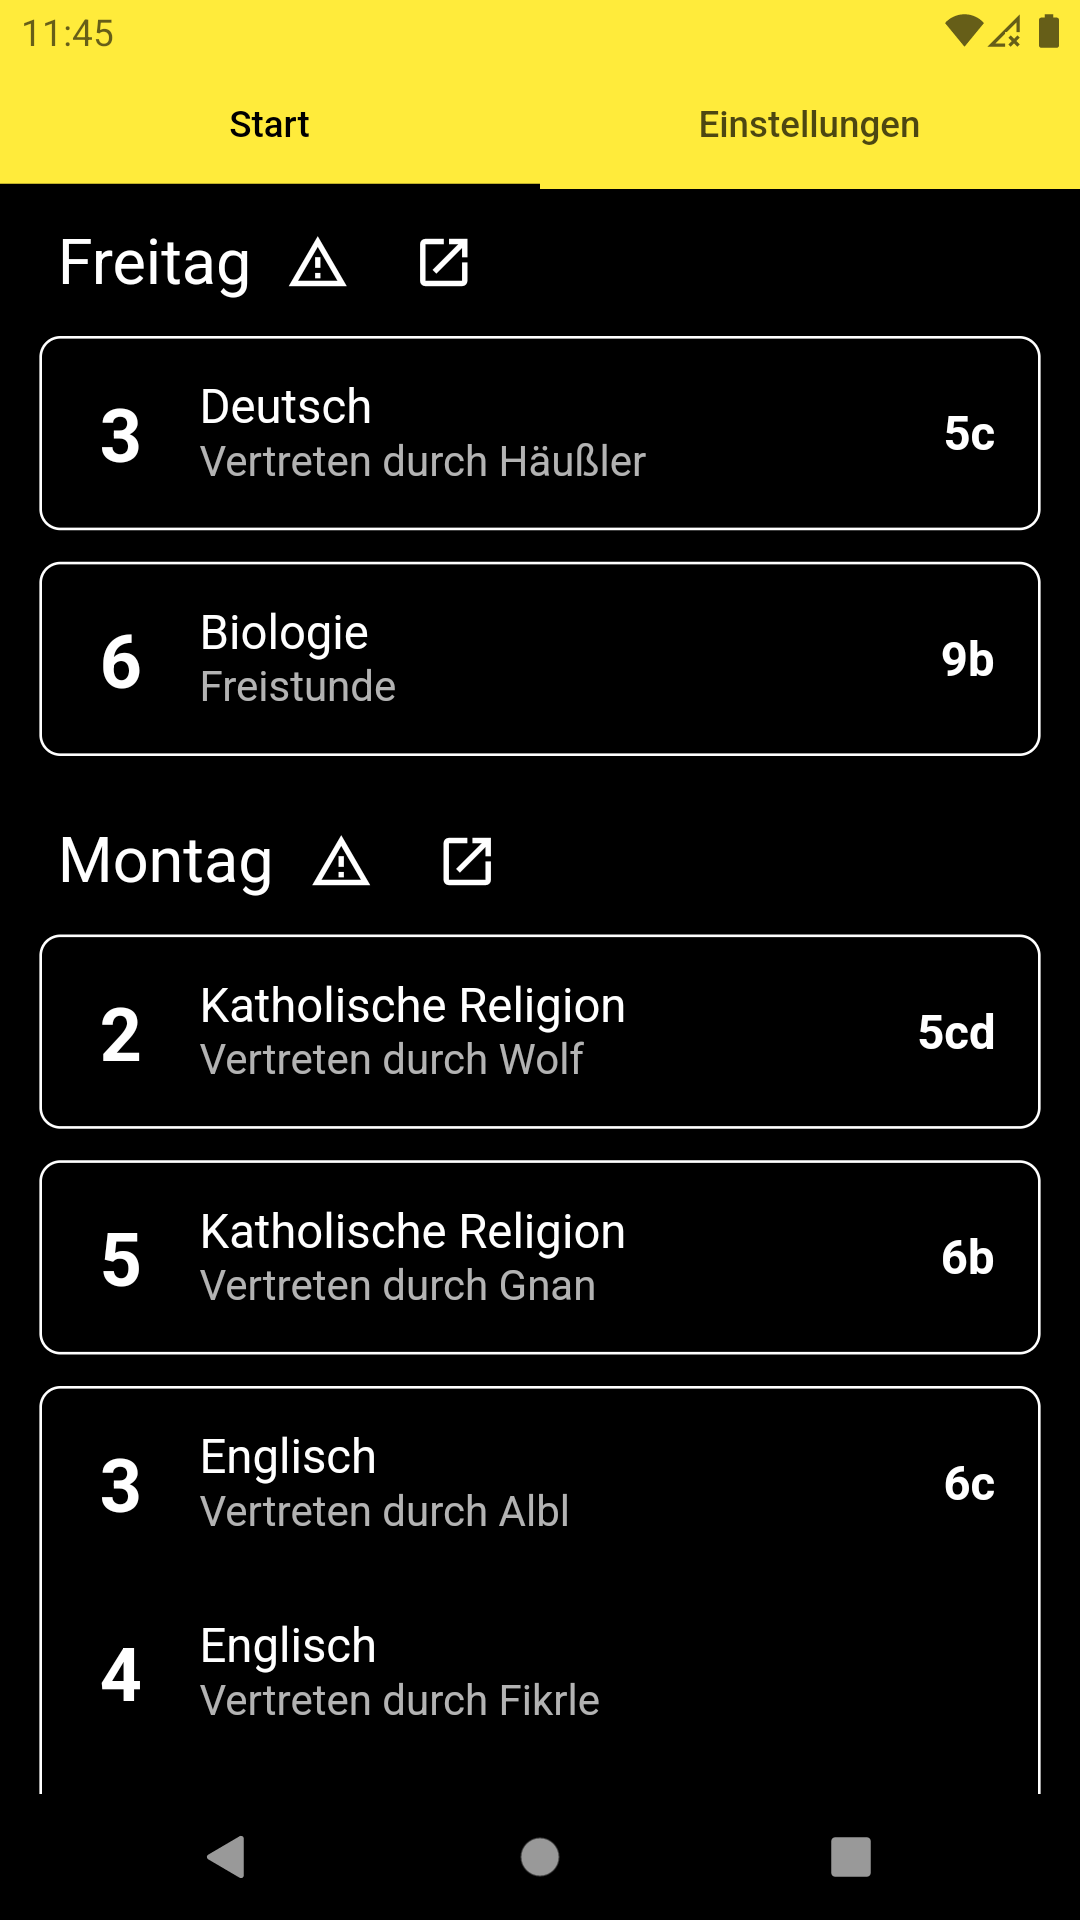 11:45
Start Einstellungen
Freitag
3 Deutsch 5c
Vertreten durch Häußler
6 Biologie 9b
Freistunde
Montag
2 Katholische Religion 5cd
Vertreten durch Wolf
5 Katholische Religion 6b
Vertreten durch Gnan
3 Englisch 6c
Vertreten durch Albl
4 Englisch
Vertreten durch Fikrle